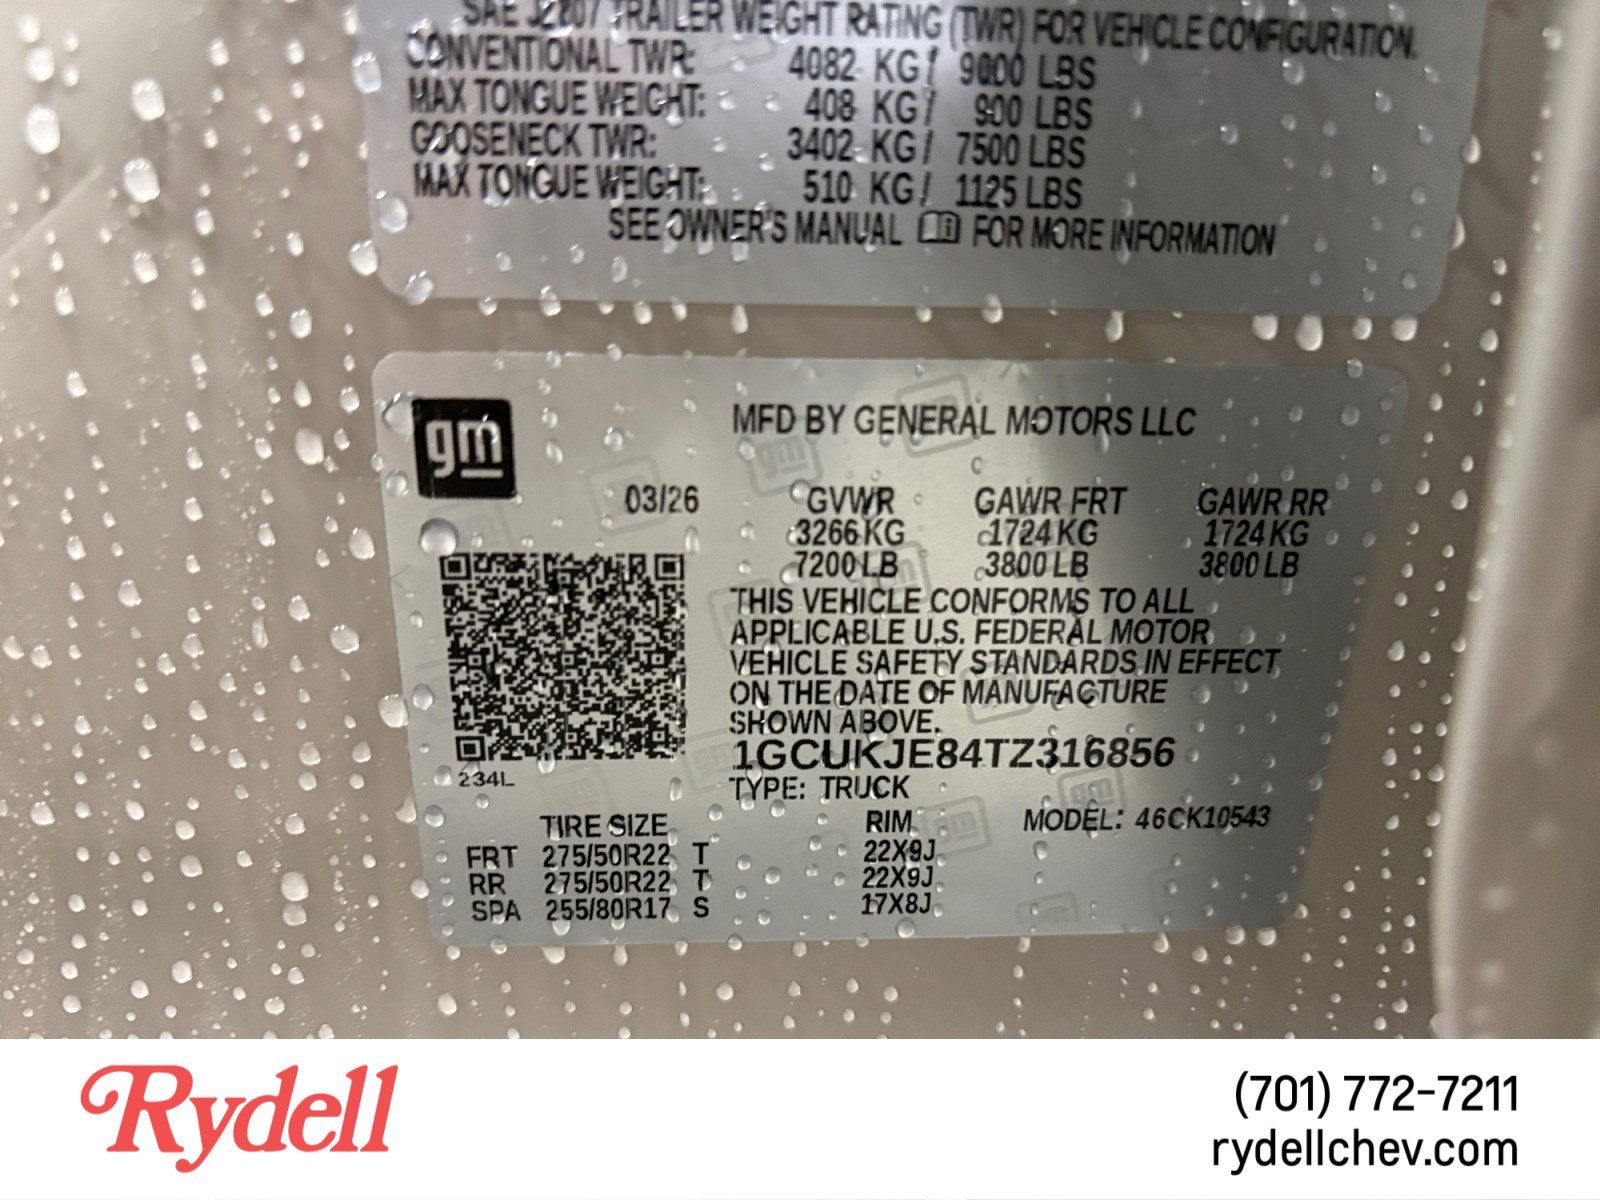 SAE J2807 TRAILER WEIGHT RATING (TWR) FOR VEHICLE CONFIGURATION.
CONVENTIONAL TWR: 4082 KG/ 9000 LBS
MAX TONGUE WEIGHT: 408 KG/ 900 LBS
GOOSENECK TWR: 3402 KG/ 7500 LBS
MAX TONGUE WEIGHT: 510 KG/ 1125 LBS
SEE OWNER'S MANUAL FOR MORE INFORMATION
gm
MFD BY GENERAL MOTORS LLC
03/26 GVWR GAWR FRT GAWR RR
3266 KG 1724 KG 1724 KG
7200 LB 3800 LB 3800 LB
THIS VEHICLE CONFORMS TO ALL
APPLICABLE U.S. FEDERAL MOTOR
VEHICLE SAFETY STANDARDS IN EFFECT
ON THE DATE OF MANUFACTURE
SHOWN ABOVE.
1GCUKJE84TZ316856
234L
TYPE: TRUCK
TIRE SIZE RIM MODEL: 46CK10543
FRT 275/50R22 T 22X9J
RR 275/50R22 T 22X9J
SPA 255/80R17 S 17X8J
Rydell
(701) 772-7211
rydellchev.com